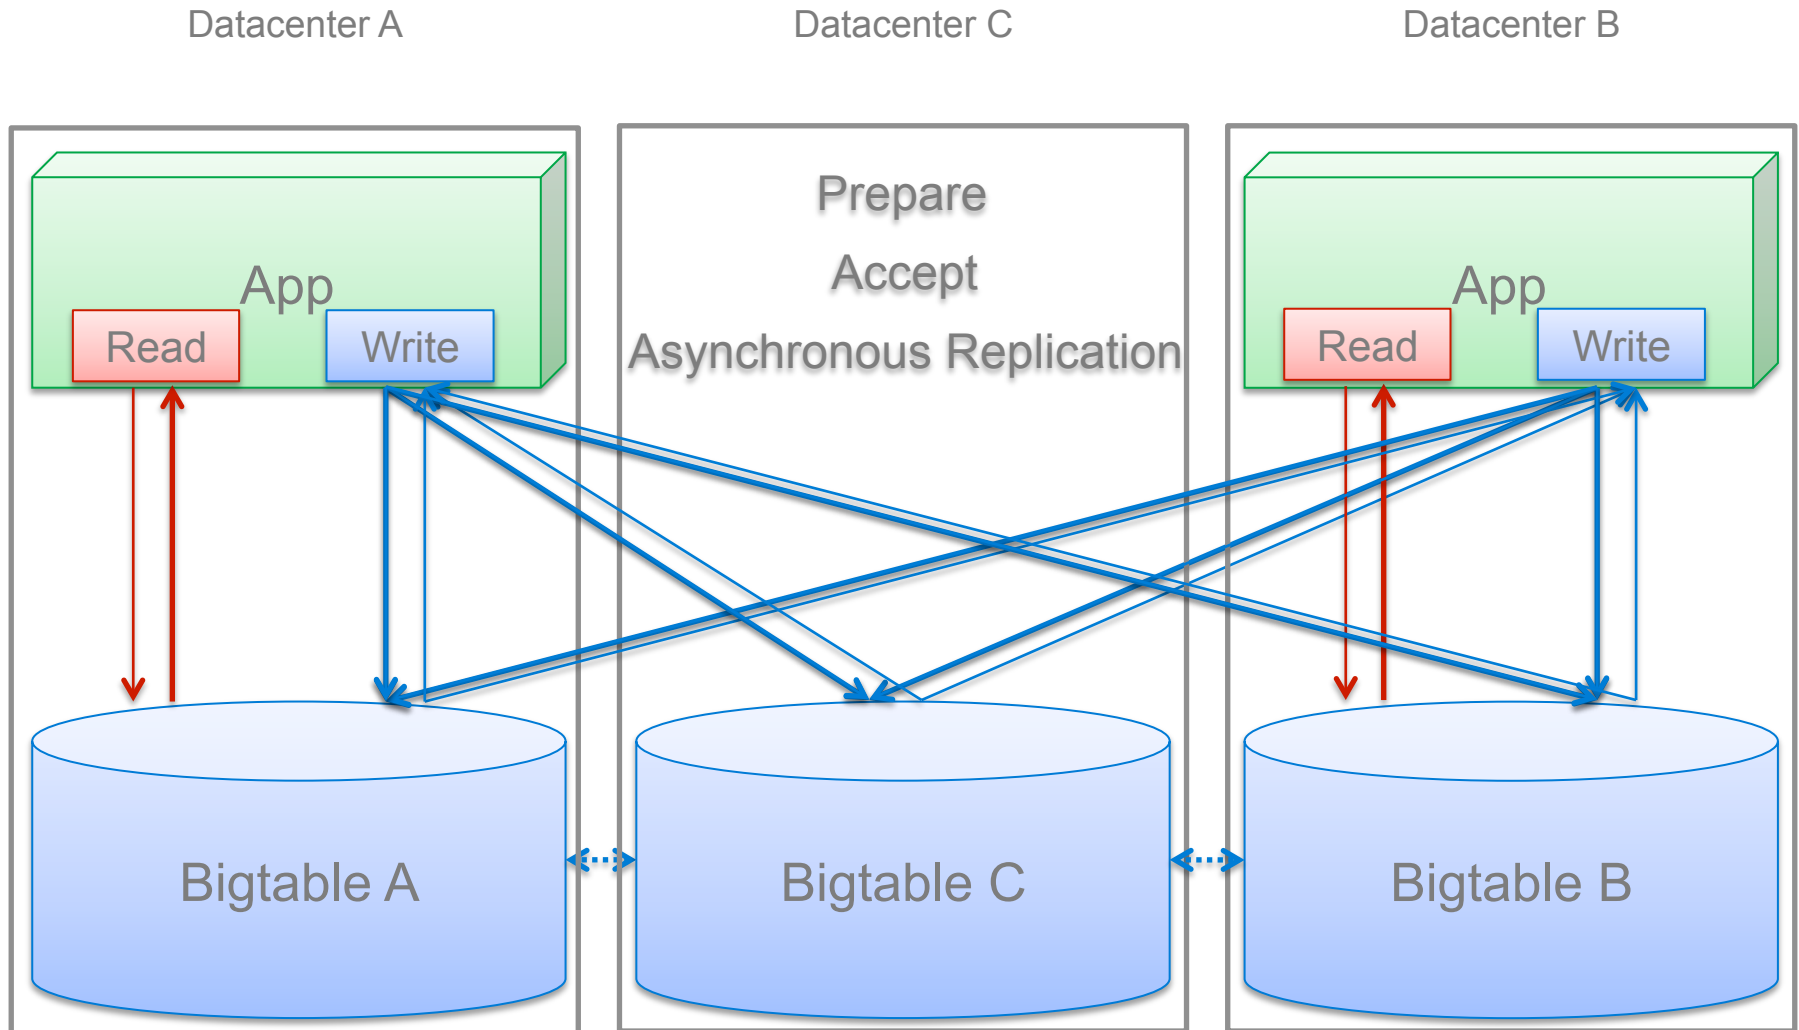 Datacenter A
Datacenter C
Datacenter B
App
Read
Write
Prepare
Accept
Asynchronous Replication
App
Read
Write
Bigtable A
Bigtable C
Bigtable B